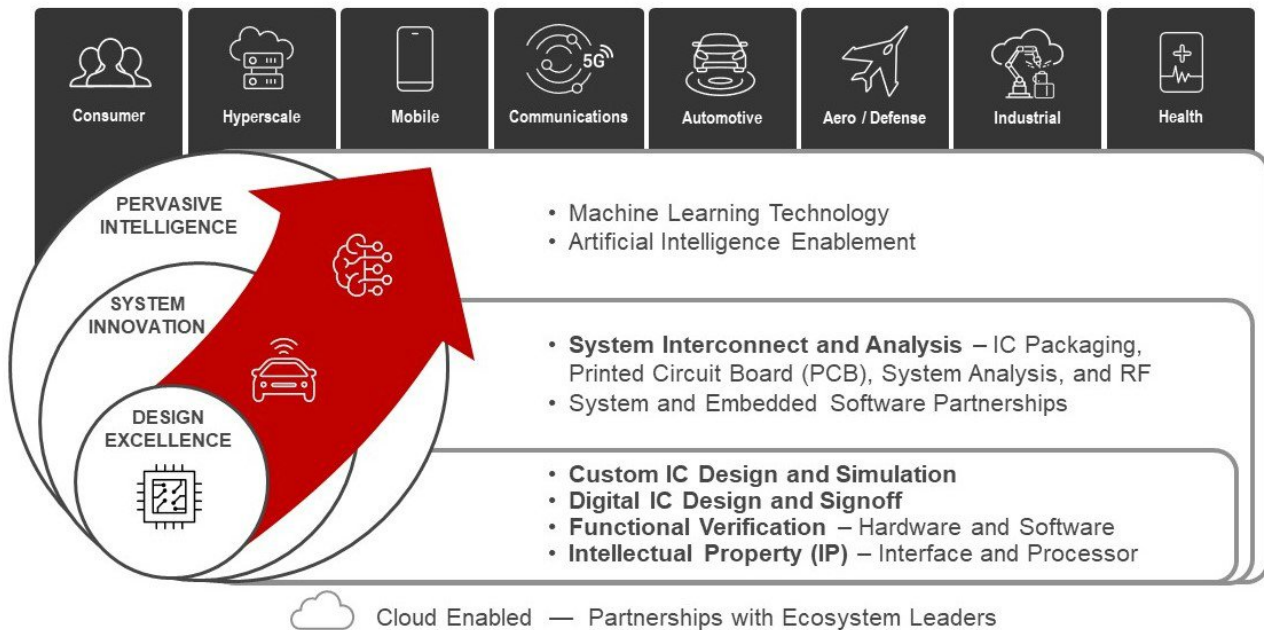 Consumer
Hyperscale
Mobile
5G
Communications
Automotive
Aero / Defense
Industrial
Health
PERVASIVE
INTELLIGENCE
• Machine Learning Technology
• Artificial Intelligence Enablement
SYSTEM
INNOVATION
• System Interconnect and Analysis – IC Packaging,
Printed Circuit Board (PCB), System Analysis, and RF
• System and Embedded Software Partnerships
DESIGN
EXCELLENCE
• Custom IC Design and Simulation
• Digital IC Design and Signoff
• Functional Verification – Hardware and Software
• Intellectual Property (IP) – Interface and Processor
Cloud Enabled — Partnerships with Ecosystem Leaders